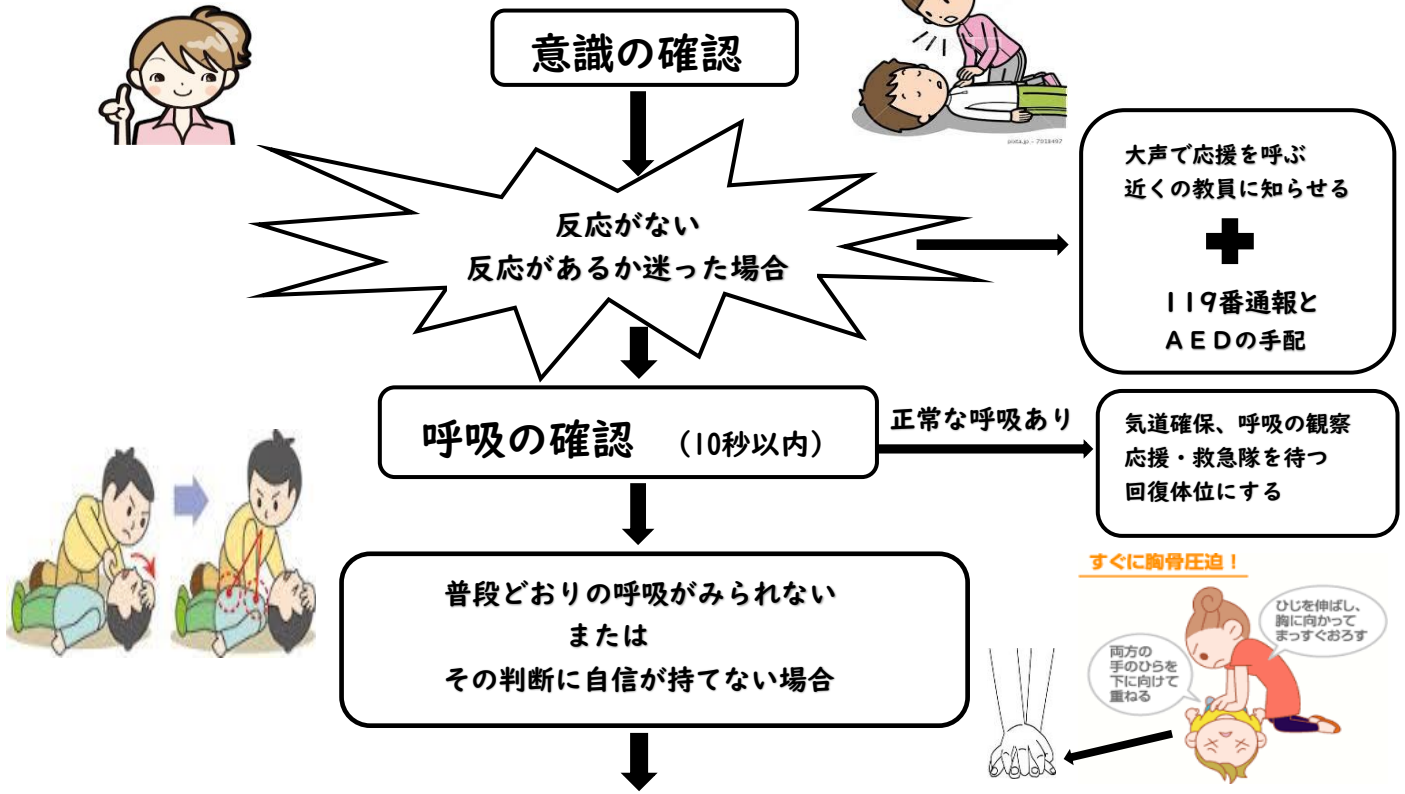 意識の確認
pixta.jp - 7918497
反応がない
反応があるか迷った場合
大声で応援を呼ぶ
近くの教員に知らせる
119番通報と
AEDの手配
呼吸の確認 (10秒以内)
正常な呼吸あり
気道確保、呼吸の観察
応援・救急隊を待つ
回復体位にする
普段どおりの呼吸がみられない
または
その判断に自信が持てない場合
すぐに胸骨圧迫!
ひじを伸ばし、
胸に向かって
まっすぐおろす
両方の
手のひらを
下に向けて
重ねる